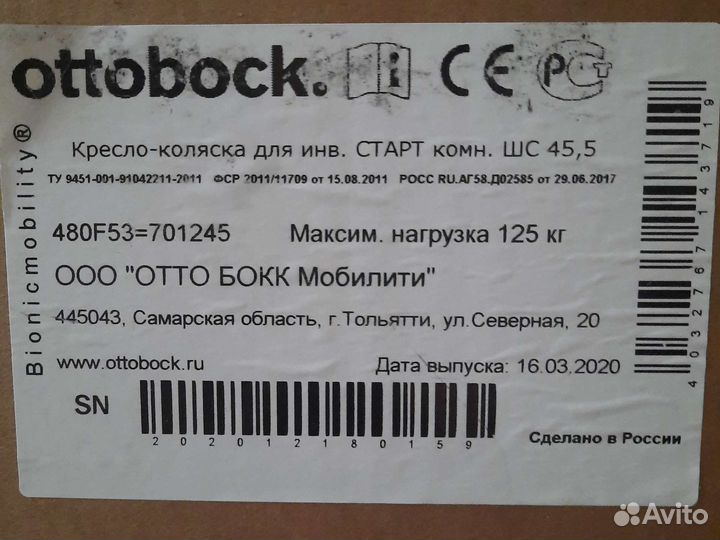 ottobock.
Кресло-коляска для инв. СТАРТ комн. ШС 45,5
ТУ 9451-001-91042211-2011 ФСР 2011/11709 от 15.08.2011 РОСС RU.АГ58.Д02585 от 29.06.2017
480F53=701245 Максим. нагрузка 125 кг
ООО "ОТТО БОКК Мобилити"
445043, Самарская область, г.Тольятти, ул.Северная, 20
www.ottobock.ru Дата выпуска: 16.03.2020
SN
202012180159
Сделано в России
Bionicmobility®
4032767143719
Avito